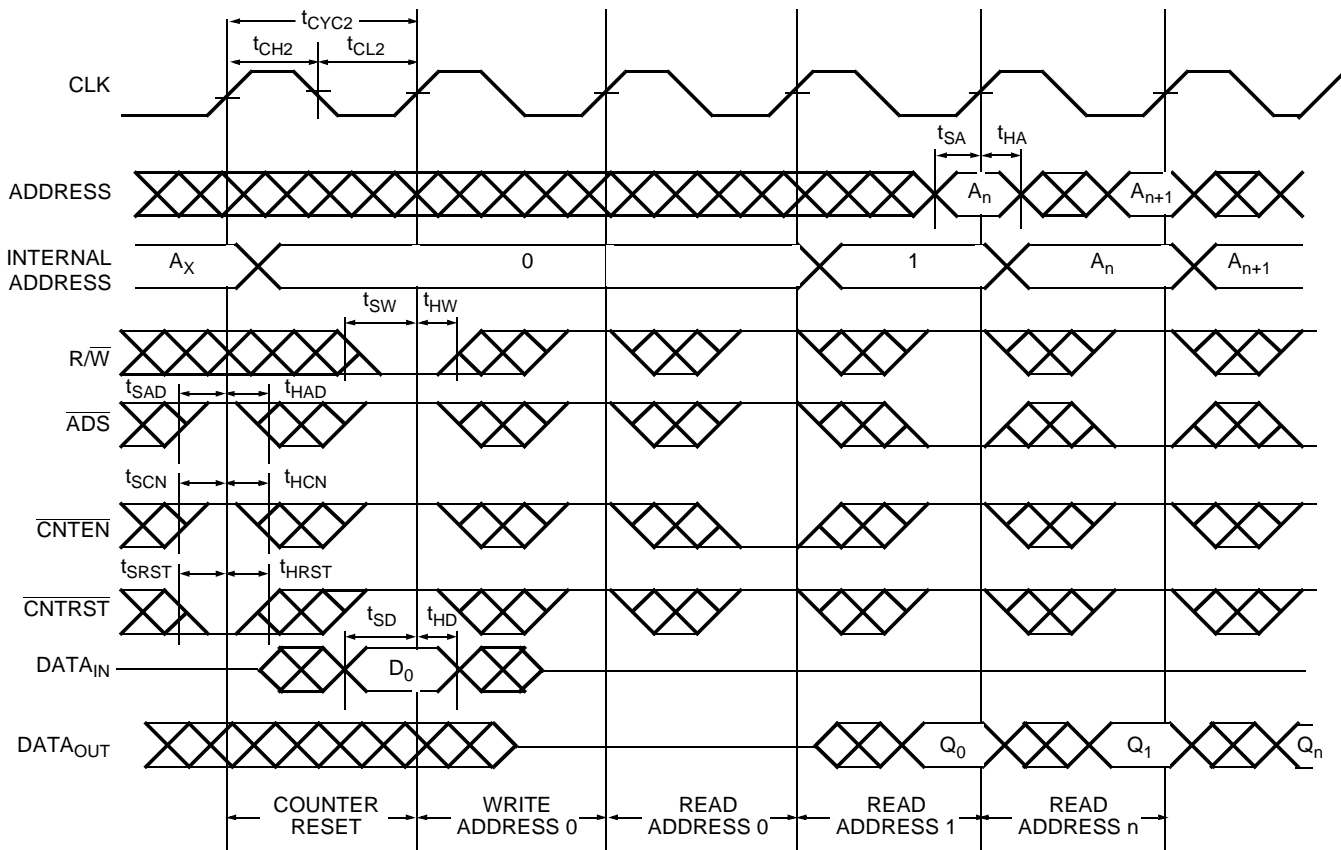 tCYC2
tCH2
tCL2
CLK
tSA
tHA
ADDRESS
An
An+1
INTERNAL
ADDRESS
AX
0
1
An
An+1
tSW
tHW
R/W
tSAD
tHAD
ADS
tSCN
tHCN
CNTEN
tSRST
tHRST
CNTRST
tSD
tHD
DATAIN
D0
DATAOUT
Q0
Q1
Qn
COUNTER
RESET
WRITE
ADDRESS 0
READ
ADDRESS 0
READ
ADDRESS 1
READ
ADDRESS n